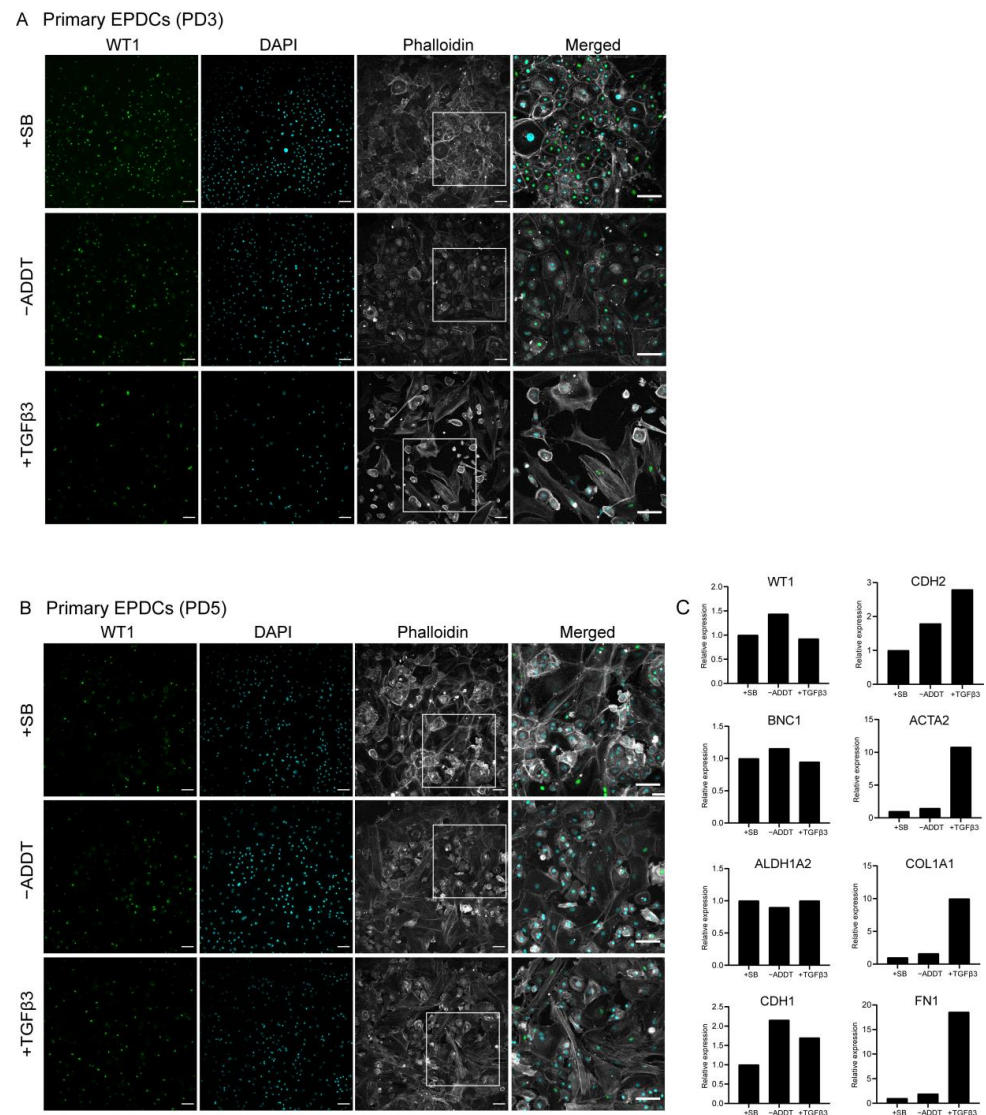 A Primary EPDCs (PD3)
WT1 DAPI Phalloidin Merged
+SB
−ADDT
+TGFβ3
B Primary EPDCs (PD5)
WT1 DAPI Phalloidin Merged
+SB
−ADDT
+TGFβ3
C
WT1
Relative expression
2.0
1.5
1.0
0.5
0.0
+SB −ADDT +TGFβ3
CDH2
Relative expression
3
2
1
0
+SB −ADDT +TGFβ3
BNC1
Relative expression
1.5
1.0
0.5
0.0
+SB −ADDT +TGFβ3
ACTA2
Relative expression
15
10
5
0
+SB −ADDT +TGFβ3
ALDH1A2
Relative expression
1.5
1.0
0.5
0.0
+SB −ADDT +TGFβ3
COL1A1
Relative expression
15
10
5
0
+SB −ADDT +TGFβ3
CDH1
Relative expression
2.5
2.0
1.5
1.0
0.5
0.0
+SB −ADDT +TGFβ3
FN1
Relative expression
20
15
10
5
0
+SB −ADDT +TGFβ3